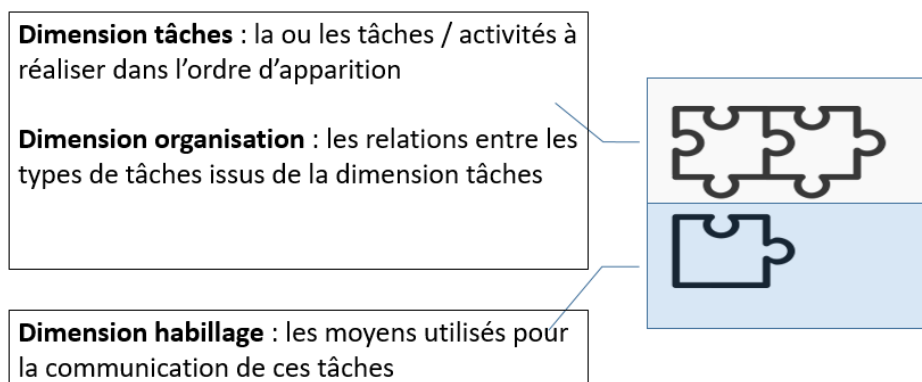 Dimension tâches : la ou les tâches / activités à
réaliser dans l’ordre d’apparition
Dimension organisation : les relations entre les
types de tâches issus de la dimension tâches
Dimension habillage : les moyens utilisés pour
la communication de ces tâches